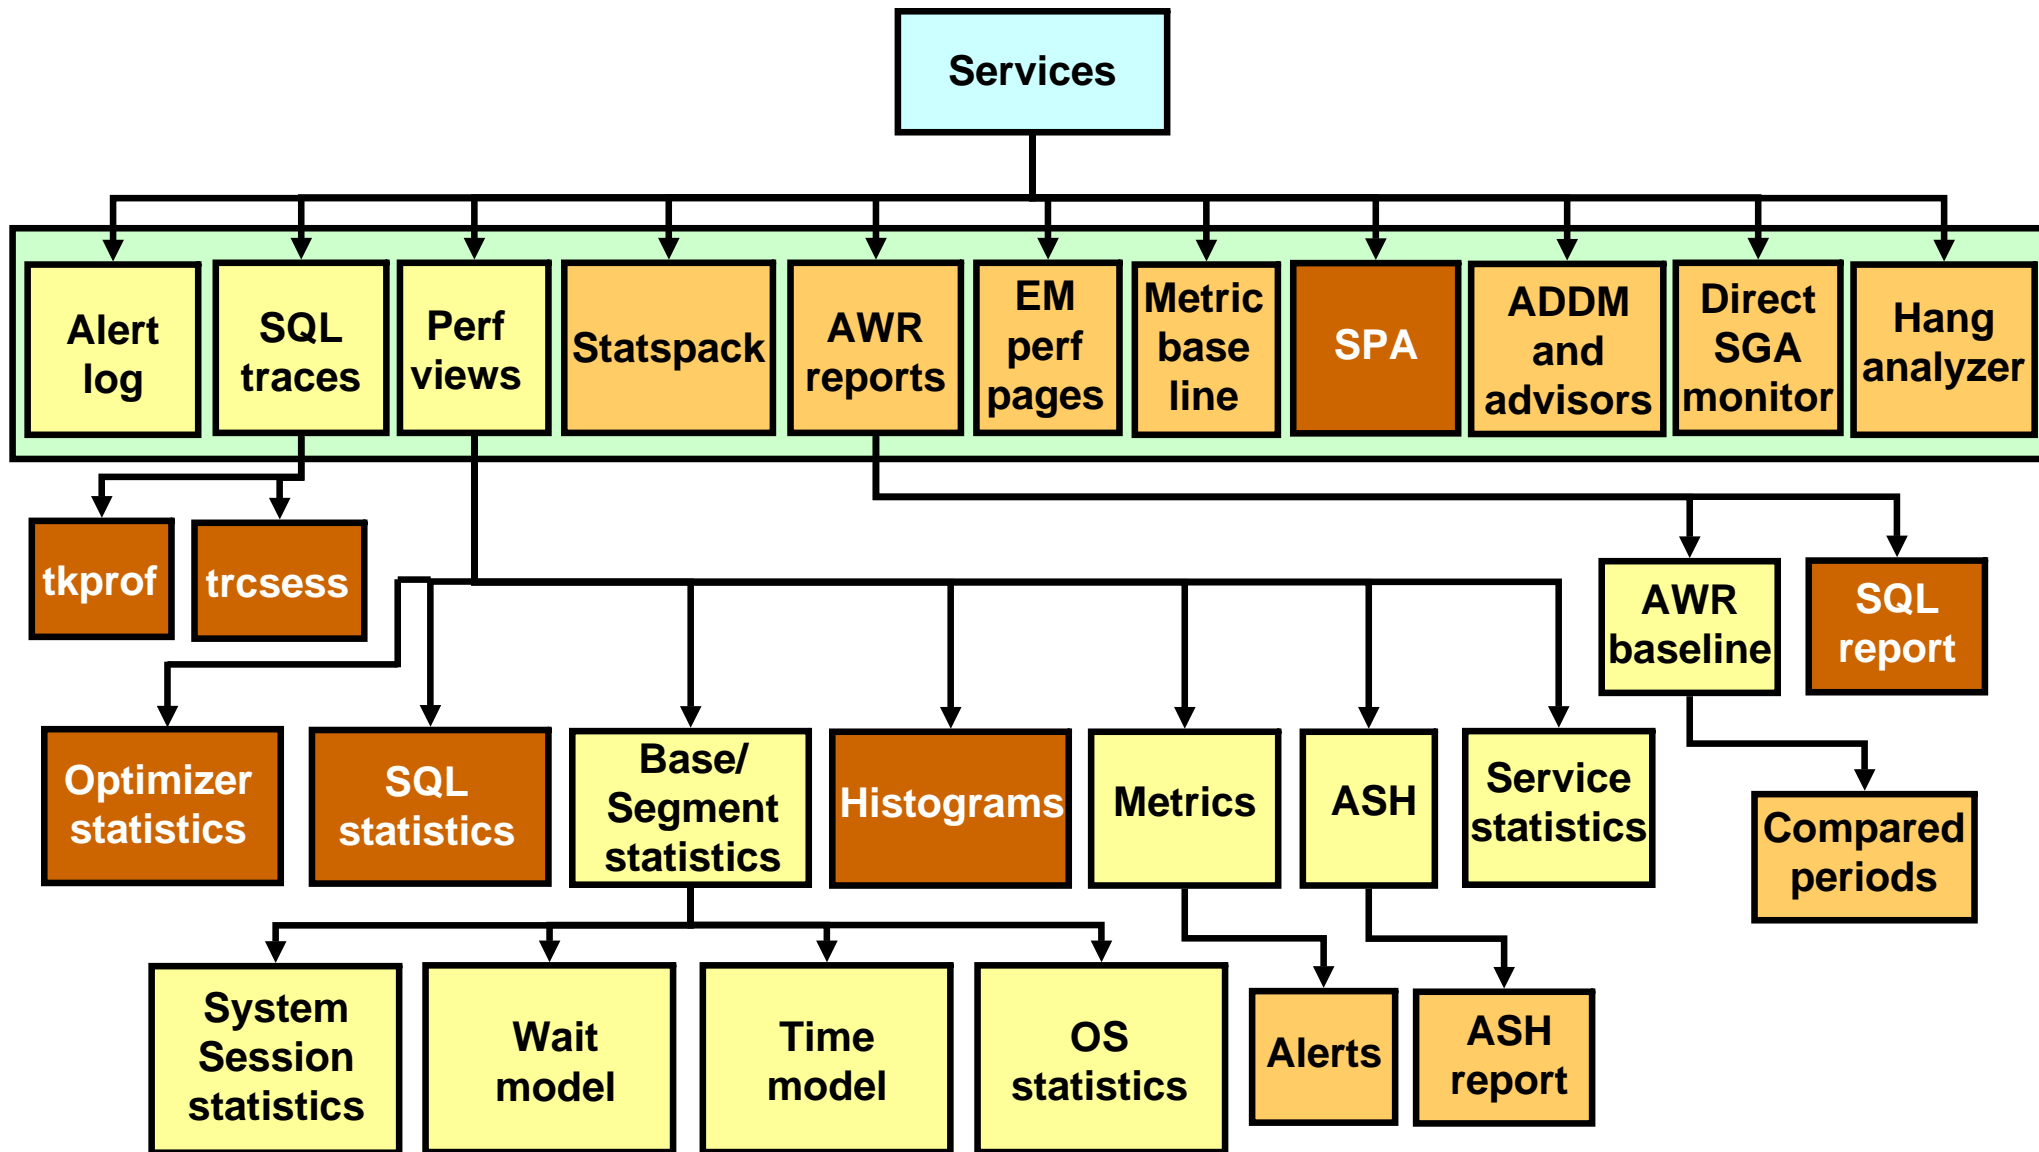 Services
Alert
log
SQL
traces
Perf
views
Statspack
AWR
reports
EM
perf
pages
Metric
base
line
SPA
ADDM
and
advisors
Direct
SGA
monitor
Hang
analyzer
tkprof
trcsess
AWR
baseline
SQL
report
Optimizer
statistics
SQL
statistics
Base/
Segment
statistics
Histograms
Metrics
ASH
Service
statistics
Compared
periods
System
Session
statistics
Wait
model
Time
model
OS
statistics
Alerts
ASH
report